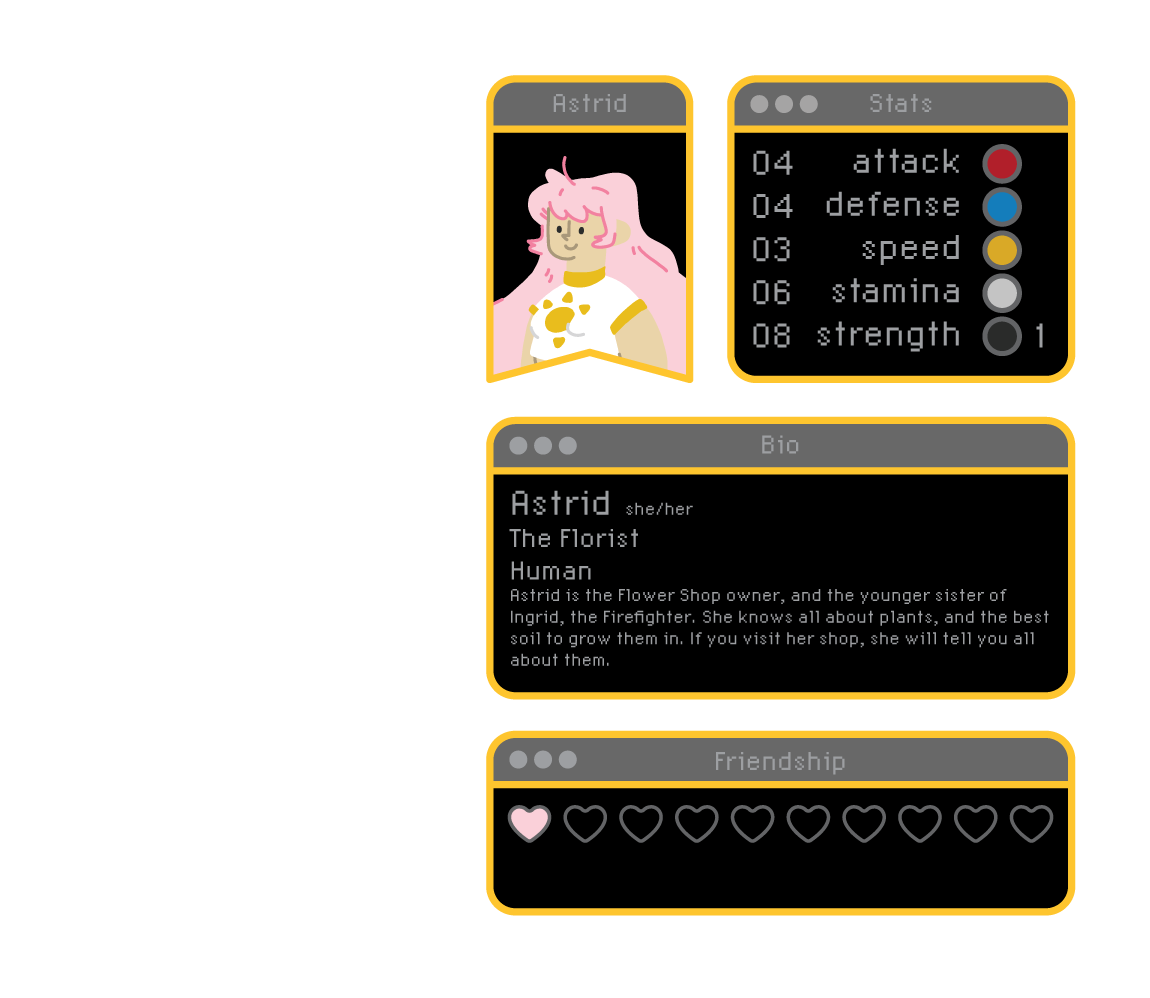 Astrid
Stats
04 attack
04 defense
03 speed
06 stamina
08 strength 1
Bio
Astrid she/her
The Florist
Human
Astrid is the Flower Shop owner, and the younger sister of
Ingrid, the Firefighter. She knows all about plants, and the best
soil to grow them in. If you visit her shop, she will tell you all
about them.
Friendship